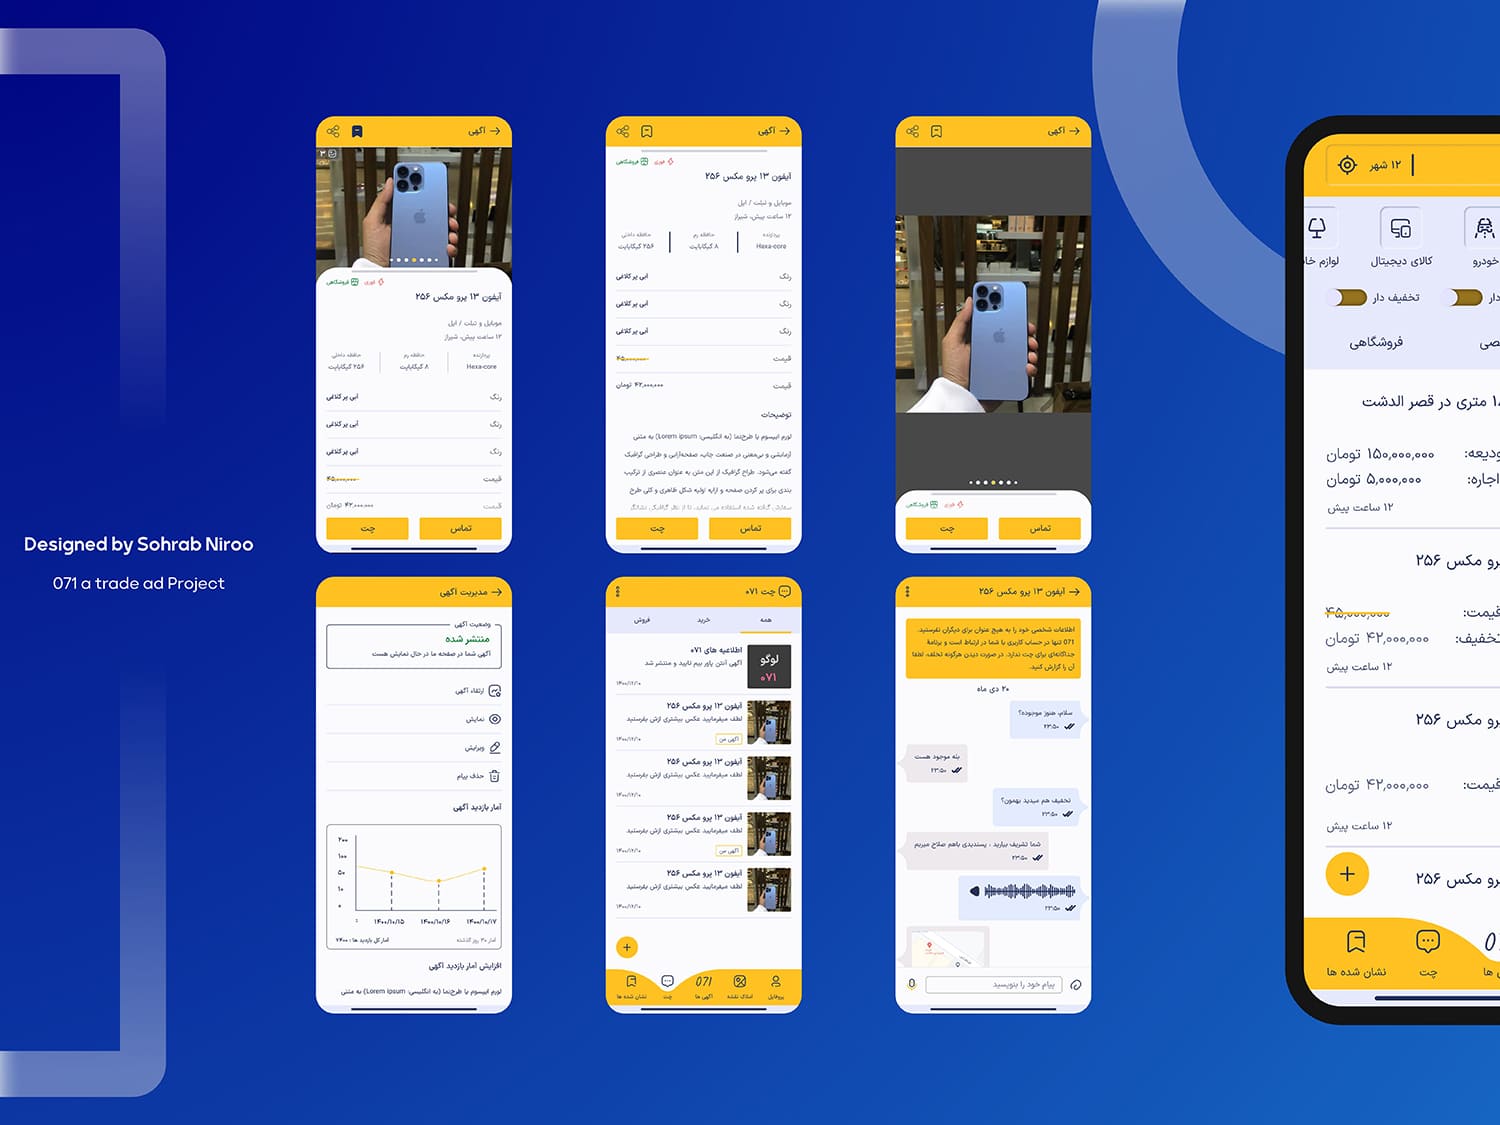 Designed by Sohrab Niroo
071 a trade ad Project
آگهی
۳
فوری
فروشگاهی
آیفون ۱۳ پرو مکس ۲۵۶
موبایل و تبلت / اپل
۱۲ ساعت پیش، شیراز
پردازنده
حافظه رم
حافظه داخلی
Hexa-core
۸ گیگابایت
۲۵۶ گیگابایت
رنگ
آبی پر کلاغی
رنگ
آبی پر کلاغی
رنگ
آبی پر کلاغی
قیمت
۴۵,۰۰۰,۰۰۰
قیمت
۴۲,۰۰۰,۰۰۰ تومان
تماس
چت
آگهی
فوری
فروشگاهی
آیفون ۱۳ پرو مکس ۲۵۶
موبایل و تبلت / اپل
۱۲ ساعت پیش، شیراز
پردازنده
حافظه رم
حافظه داخلی
Hexa-core
۸ گیگابایت
۲۵۶ گیگابایت
رنگ
آبی پر کلاغی
رنگ
آبی پر کلاغی
رنگ
آبی پر کلاغی
قیمت
۴۵,۰۰۰,۰۰۰
قیمت
۴۲,۰۰۰,۰۰۰ تومان
توضیحات
لورم ایپسوم یا طرح‌نما (به انگلیسی: Lorem ipsum) به متنی
آزمایشی و بی‌معنی در صنعت چاپ، صفحه‌آرایی و طراحی گرافیک
گفته می‌شود. طراح گرافیک از این متن به عنوان عنصری از ترکیب
بندی برای پر کردن صفحه و ارایه اولیه شکل ظاهری و کلی طرح
سفارش گرفته شده استفاده می نماید، تا از نظر گرافیکی نشانگر
تماس
چت
آگهی
فوری
فروشگاهی
تماس
چت
مدیریت آگهی
وضعیت آگهی
منتشر شده
آگهی شما در صفحه ما در حال نمایش هست
ارتقاء آگهی
نمایش
ویرایش
حذف پیام
آمار بازدید آگهی
۲۰۰
۱۰۰
۵۰
۱۰
۰
۱۴۰۰/۱۰/۱۵
۱۴۰۰/۱۰/۱۶
۱۴۰۰/۱۰/۱۷
آمار ۳۰ روز گذشته
آمار کل بازدید ها : ۷۴۰۰
افزایش آمار بازدید آگهی
لورم ایپسوم یا طرح‌نما (به انگلیسی: Lorem ipsum) به متنی
چت ۰۷۱
همه
خرید
فروش
لوگو
۰۷۱
اطلاعیه های ۰۷۱
آگهی آنتن پاور بیم تایید و منتشر شد
۱۴۰۰/۱۲/۱۰
آیفون ۱۳ پرو مکس ۲۵۶
لطف میفرمایید عکس بیشتری ازش بفرستید
آگهی من
۱۴۰۰/۱۲/۱۰
آیفون ۱۳ پرو مکس ۲۵۶
لطف میفرمایید عکس بیشتری ازش بفرستید
۱۴۰۰/۱۲/۱۰
آیفون ۱۳ پرو مکس ۲۵۶
لطف میفرمایید عکس بیشتری ازش بفرستید
آگهی من
۱۴۰۰/۱۲/۱۰
آیفون ۱۳ پرو مکس ۲۵۶
لطف میفرمایید عکس بیشتری ازش بفرستید
۱۴۰۰/۱۲/۱۰
پروفایل
املاک نقشه
071
آگهی ها
چت
نشان شده ها
آیفون ۱۳ پرو مکس ۲۵۶
اطلاعات شخصی خود را به هیچ عنوان برای دیگران نفرستید.
071 تنها در حساب کاربری با شما در ارتباط است و برنامهٔ
جداگانه‌ای برای چت ندارد. در صورت دیدن هرگونه تخلف، لطفا
آن را گزارش کنید.
۲۰ دی ماه
سلام، هنوز موجوده؟
۲۳:۵۰
بله موجود هست
۲۳:۵۰
تخفیف هم میدید بهمون؟
۲۳:۵۰
شما تشریف بیارید ، پسندیدی باهم صلاح میریم
۲۳:۵۰
۲۳:۵۰
پیام خود را بنویسید
۱۲ شهر
خودرو
کالای دیجیتال
لوازم خا
دار
تخفیف دار
صی
فروشگاهی
متری در قصر الدشت
ودیعه:
۱۵۰,۰۰۰,۰۰۰ تومان
اجاره:
۵,۰۰۰,۰۰۰ تومان
۱۲ ساعت پیش
رو مکس ۲۵۶
قیمت:
۴۵,۰۰۰,۰۰۰
تخفیف:
۴۲,۰۰۰,۰۰۰ تومان
۱۲ ساعت پیش
رو مکس ۲۵۶
قیمت:
۴۲,۰۰۰,۰۰۰ تومان
۱۲ ساعت پیش
رو مکس ۲۵۶
ی ها
چت
نشان شده ها